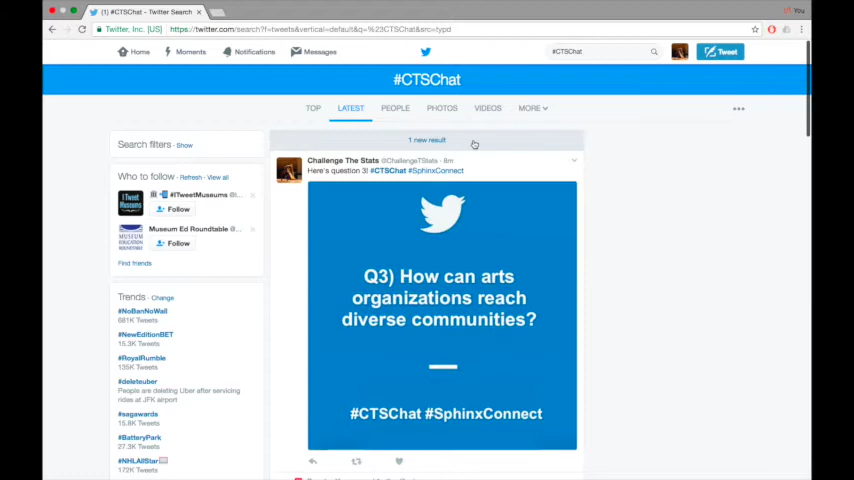 (1) #CTSChat - Twitter Search
You
Twitter, Inc. [US]
https://twitter.com/search?f=tweets&vertical=default&q=%23CTSChat&src=typd
Home
Moments
Notifications
Messages
#CTSChat
Tweet
#CTSChat
TOP
LATEST
PEOPLE
PHOTOS
VIDEOS
MORE
Search filters · Show
1 new result
Who to follow · Refresh · View all
#ITweetMuseums @I...
Follow
Museum Ed Roundtable @...
Follow
Find friends
I Tweet
Museums
MUSEUM
EDUCATION
ROUNDTABLE
Trends · Change
#NoBanNoWall
681K Tweets
#NewEditionBET
15.3K Tweets
#RoyalRumble
135K Tweets
#deleteuber
People are deleting Uber after servicing
rides at JFK airport
#sagawards
15.8K Tweets
#BatteryPark
27.3K Tweets
#NHLAllStar
172K Tweets
Challenge The Stats @ChallengeTStats · 8m
Here's question 3! #CTSChat #SphinxConnect
Q3) How can arts
organizations reach
diverse communities?
#CTSChat #SphinxConnect